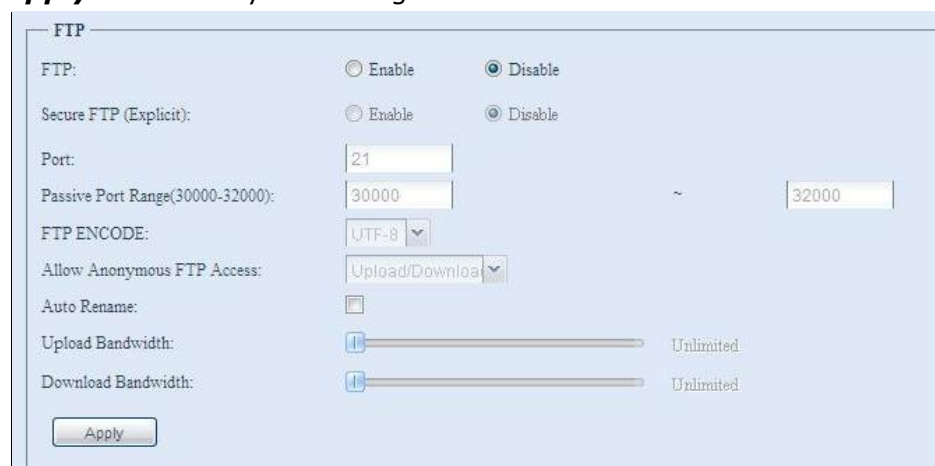 FTP
FTP: Enable Disable
Secure FTP (Explicit): Enable Disable
Port: 21
Passive Port Range(30000-32000): 30000 ~ 32000
FTP ENCODE: UTF-8
Allow Anonymous FTP Access: Upload/Downloa
Auto Rename:
Upload Bandwidth: Unlimited
Download Bandwidth: Unlimited
Apply